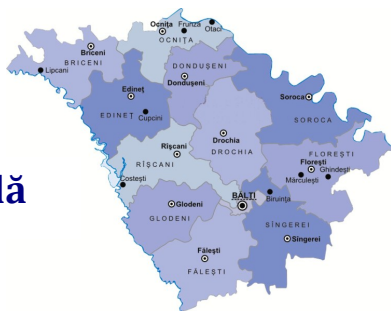 Ocnița
Frunză
Otaci
OCNIȚA
Briceni
BRICENI
Lipcani
DONDUȘENI
Dondușeni
Edineț
EDINEȚ
Cupcini
Soroca
SOROCA
Drochia
DROCHIA
Rîșcani
RÎȘCANI
Costești
FLOREȘTI
Florești
Ghindești
Mărculești
lă
BĂLȚI
Biruința
Glodeni
GLODENI
SÎNGEREI
Sîngerei
Fălești
FĂLEȘTI